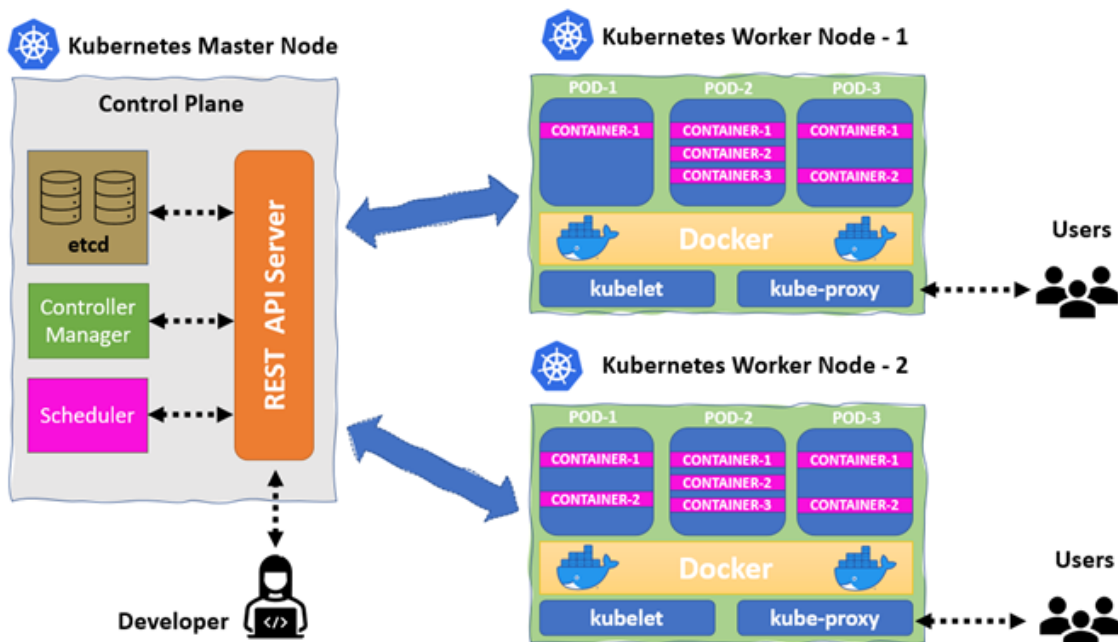 Kubernetes Master Node
Control Plane
etcd
Controller
Manager
Scheduler
REST API Server
Developer
</>
Kubernetes Worker Node - 1
POD-1
POD-2
POD-3
CONTAINER-1
CONTAINER-1
CONTAINER-2
CONTAINER-3
CONTAINER-1
CONTAINER-2
Docker
kubelet
kube-proxy
Users
Kubernetes Worker Node - 2
POD-1
POD-2
POD-3
CONTAINER-1
CONTAINER-2
CONTAINER-1
CONTAINER-2
CONTAINER-3
CONTAINER-1
CONTAINER-2
Docker
kubelet
kube-proxy
Users